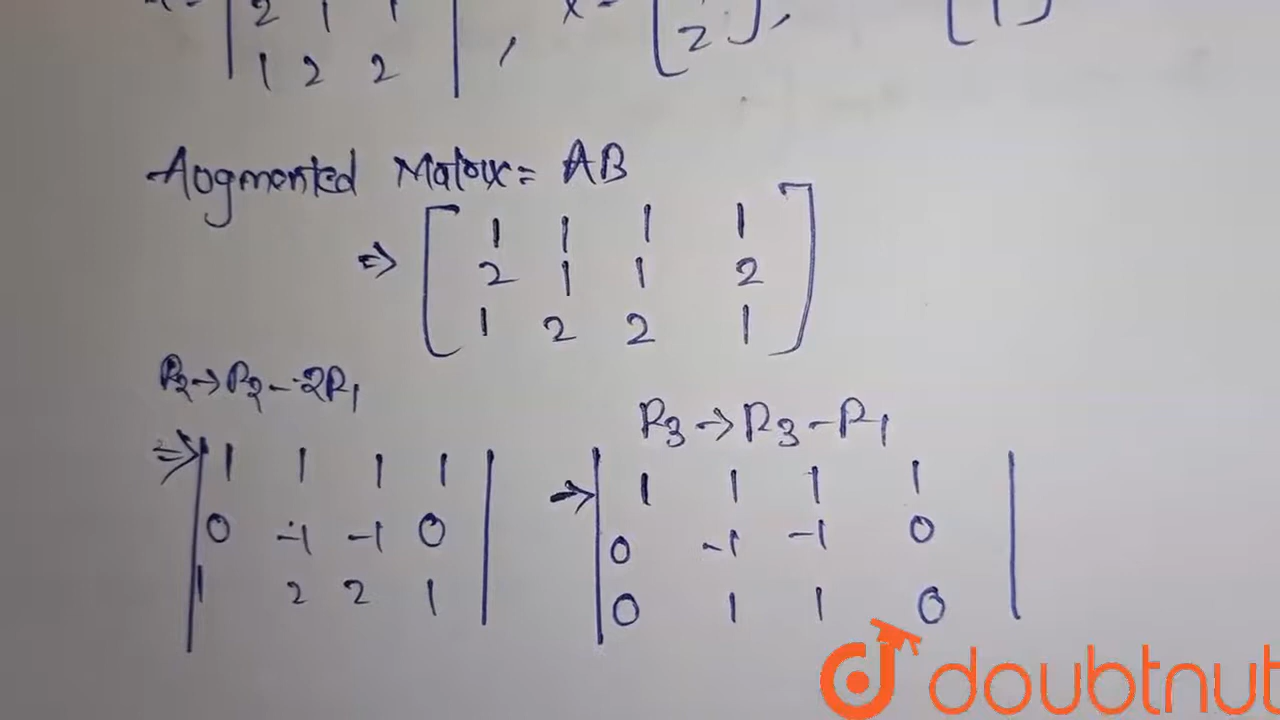 2 1 1
x =
2 ,
1 2 2 ,
1
Augmented Matrix = AB
⇒ [ 1 1 1 1
2 1 1 2
1 2 2 1 ]
R2→R2-2R1
⇒ | 1 1 1 1 |
0 -1 -1 0
1 2 2 1
R3→R3-R1
→ | 1 1 1 1 |
0 -1 -1 0
0 1 1 0
doubtnut